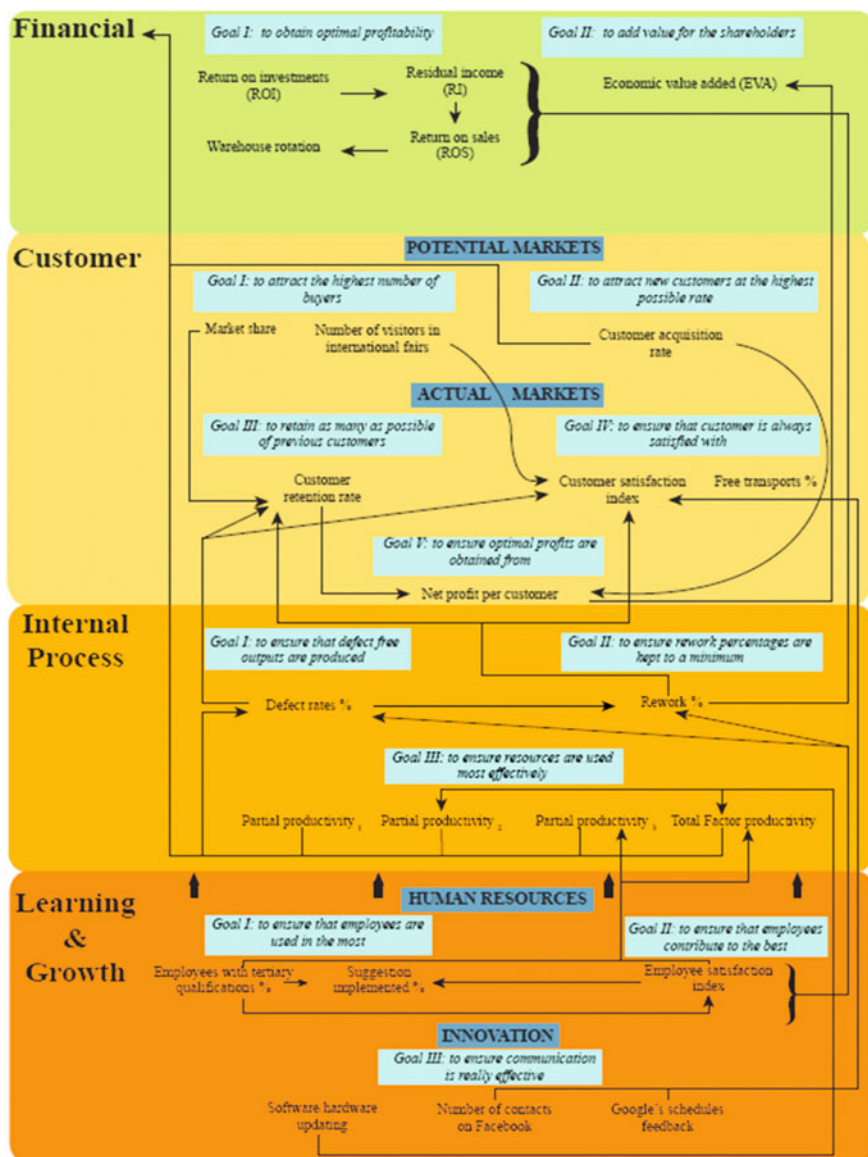 Financial
Goal I: to obtain optimal profitability
Goal II: to add value for the shareholders
Return on investments
(ROI)
Residual income
(RI)
Economic value added (EVA)
Warehouse rotation
Return on sales
(ROS)
Customer
POTENTIAL MARKETS
Goal I: to attract the highest number of
buyers
Goal II: to attract new customers at the highest
possible rate
Market share
Number of visitors in
international fairs
Customer acquisition
rate
ACTUAL MARKETS
Goal III: to retain as many as possible
of previous customers
Goal IV: to ensure that customer is always
satisfied with
Customer
retention rate
Customer satisfaction
index
Free transports %
Goal V: to ensure optimal profits are
obtained from
Net profit per customer
Internal
Process
Goal I: to ensure that defect free
outputs are produced
Goal II: to ensure rework percentages are
kept to a minimum
Defect rates %
Rework %
Goal III: to ensure resources are used
most effectively
Partial productivity 1
Partial productivity 2
Partial productivity 3
Total Factor productivity
Learning
&
Growth
HUMAN RESOURCES
Goal I: to ensure that employees are
used in the most
Goal II: to ensure that employees
contribute to the best
Employees with tertiary
qualifications %
Suggestion
implemented %
Employee satisfaction
index
INNOVATION
Goal III: to ensure communication
is really effective
Software hardware
updating
Number of contacts
on Facebook
Google's schedules
feedback